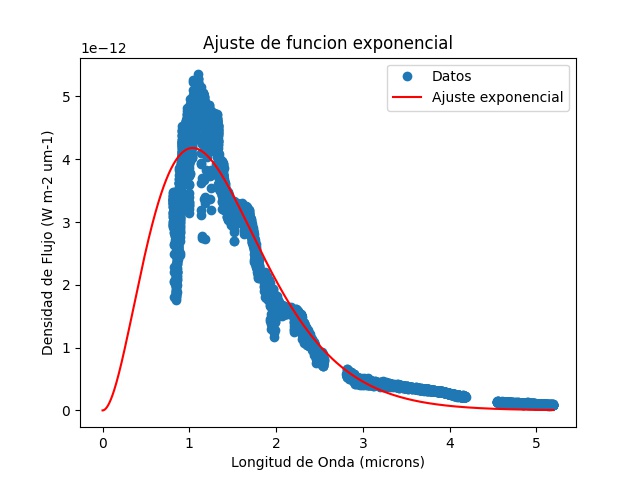 Ajuste de funcion exponencial
1e−12
Datos
Ajuste exponencial
Densidad de Flujo (W m-2 um-1)
5
4
3
2
1
0
0 1 2 3 4 5
Longitud de Onda (microns)